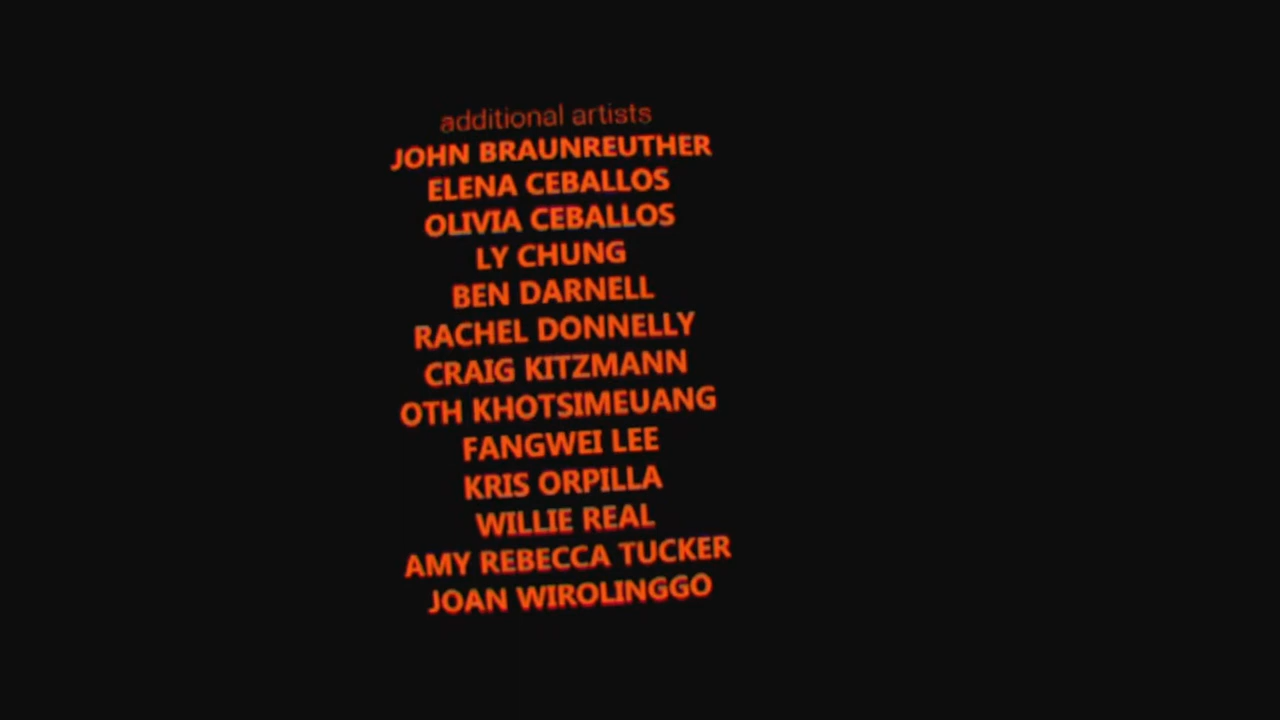 additional artists
JOHN BRAUNREUTHER
ELENA CEBALLOS
OLIVIA CEBALLOS
LY CHUNG
BEN DARNELL
RACHEL DONNELLY
CRAIG KITZMANN
OTH KHOTSIMEUANG
FANGWEI LEE
KRIS ORPILLA
WILLIE REAL
AMY REBECCA TUCKER
JOAN WIROLINGGO